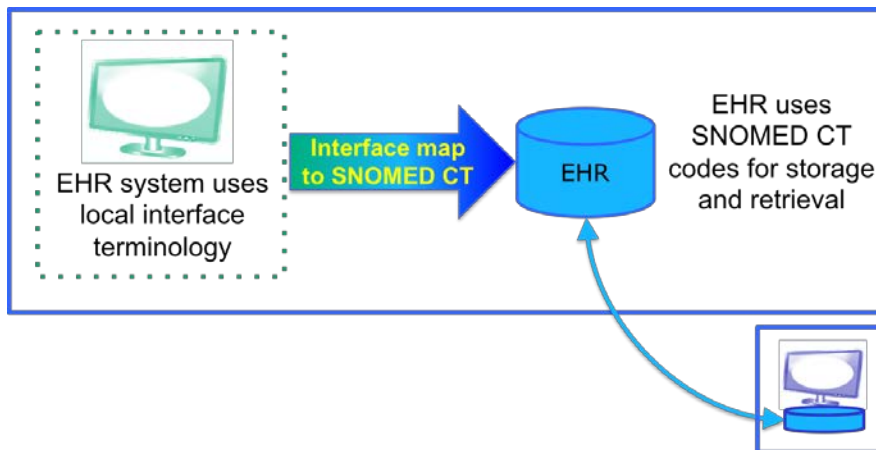 EHR system uses
local interface
terminology
Interface map
to SNOMED CT
EHR
EHR uses
SNOMED CT
codes for storage
and retrieval